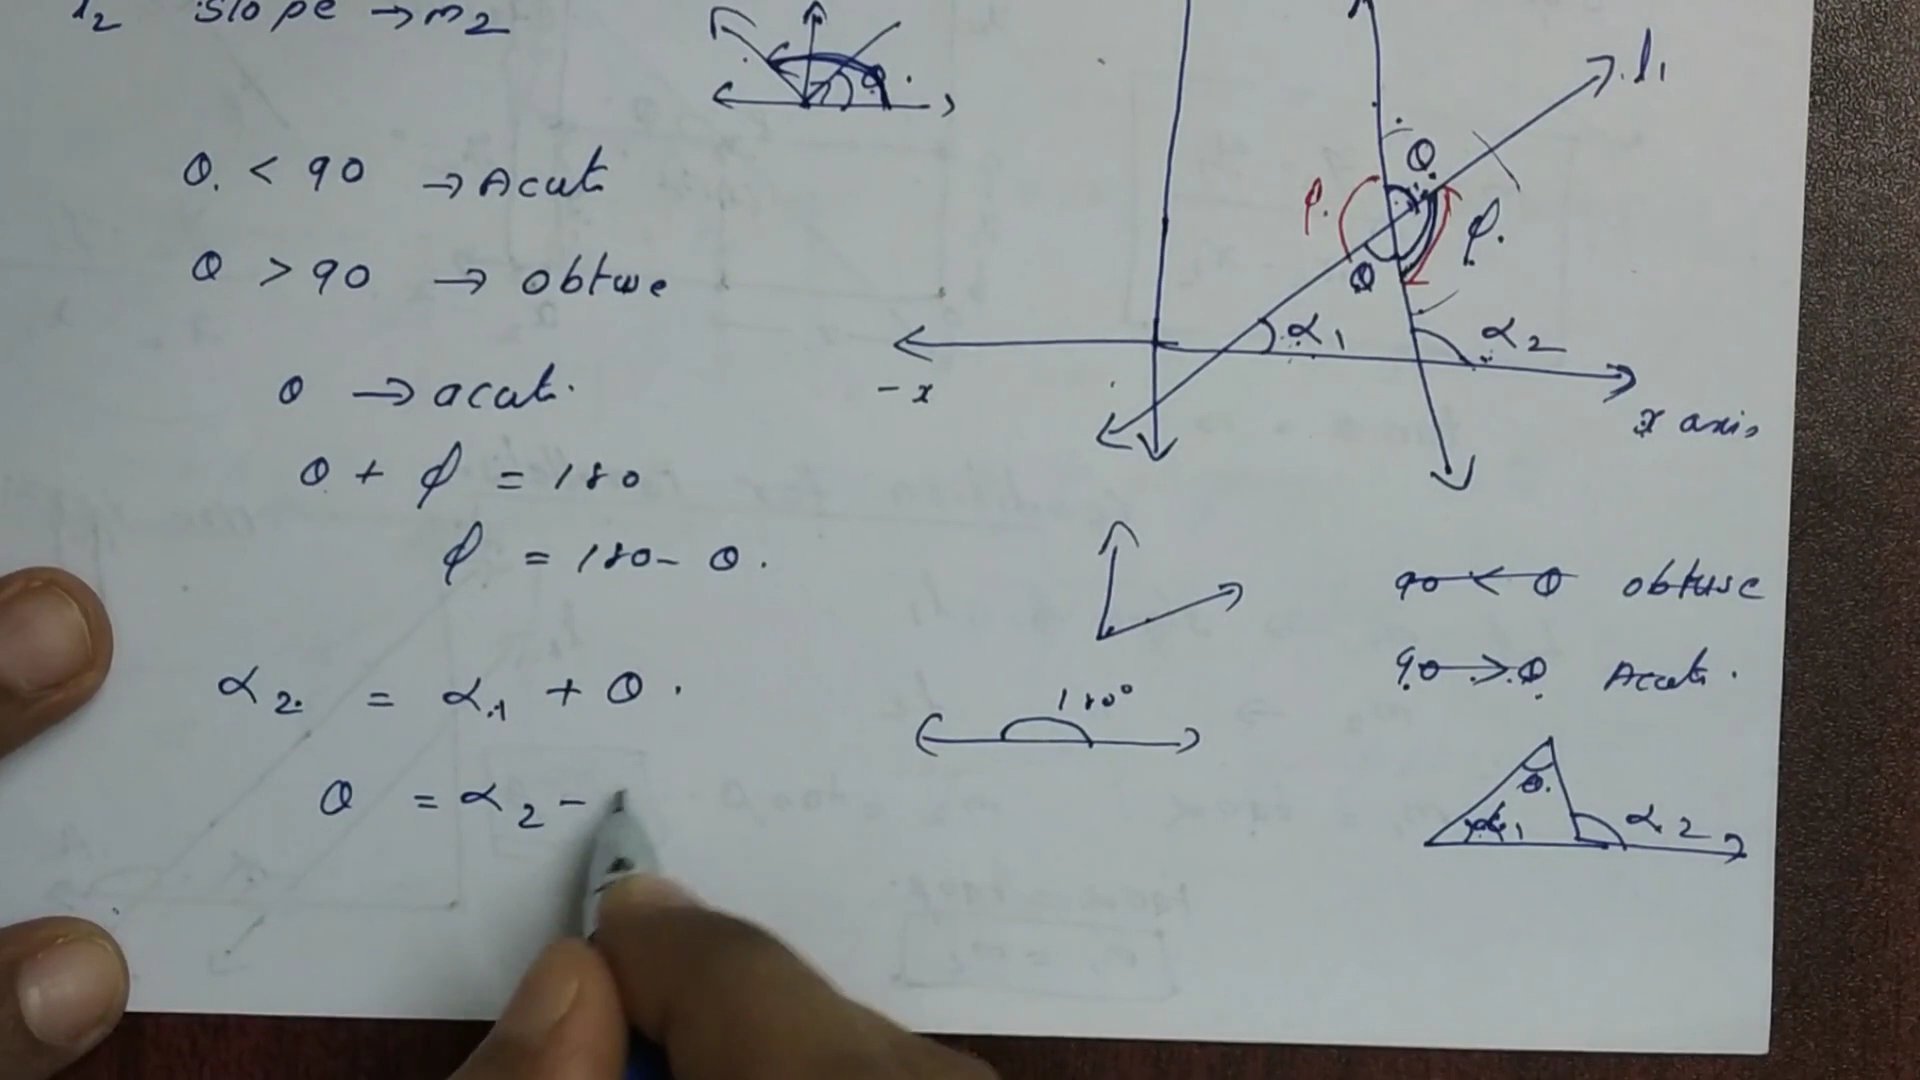 l2 slope → m2
θ < 90 → Acute
θ > 90 → obtuse
θ → acute.
θ + φ = 180
φ = 180 - θ.
α2 = α1 + θ.
θ = α2 -
θ
l1
θ
φ
φ
θ
α1
α2
- x
x axis
180°
90 < θ obtuse
90 > θ Acute.
θ
α1
α2